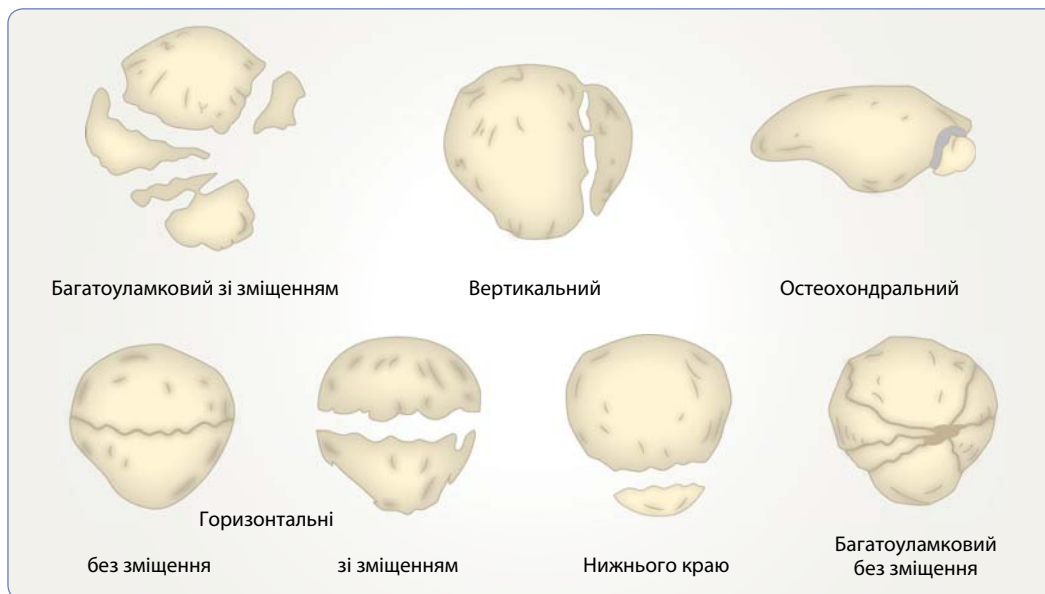 Багатоуламковий зі зміщенням
Вертикальний
Остеохондральний
Горизонтальні
без зміщення
зі зміщенням
Нижнього краю
Багатоуламковий
без зміщення